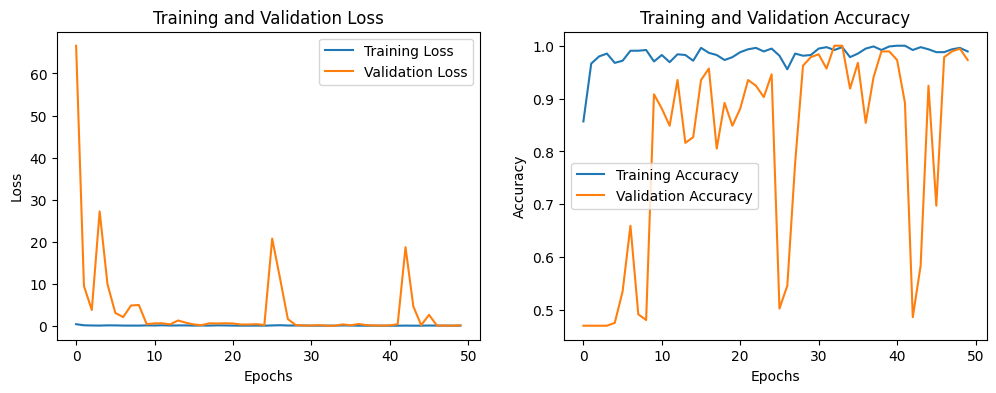 Training and Validation Loss
Training Loss
Validation Loss
60
50
40
30
20
10
0
Loss
0 10 20 30 40 50
Epochs
Training and Validation Accuracy
1.0
0.9
0.8
0.7
0.6
0.5
Accuracy
Training Accuracy
Validation Accuracy
0 10 20 30 40 50
Epochs